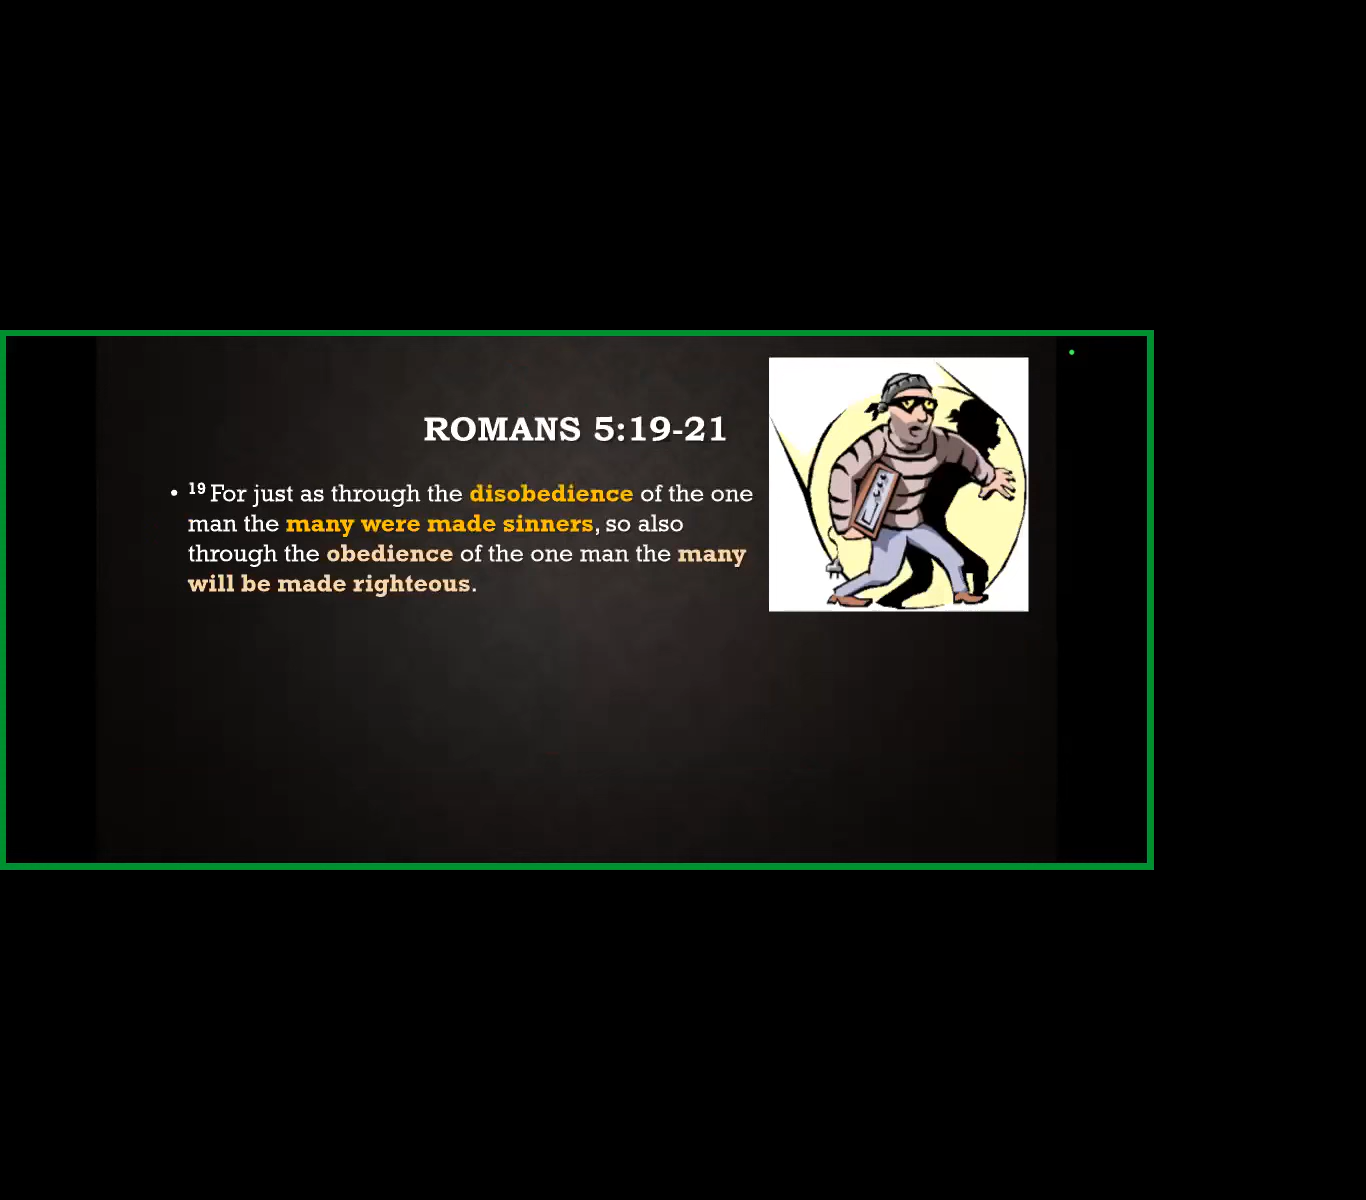 ROMANS 5:19-21
• ¹⁹ For just as through the disobedience of the one
man the many were made sinners, so also
through the obedience of the one man the many
will be made righteous.